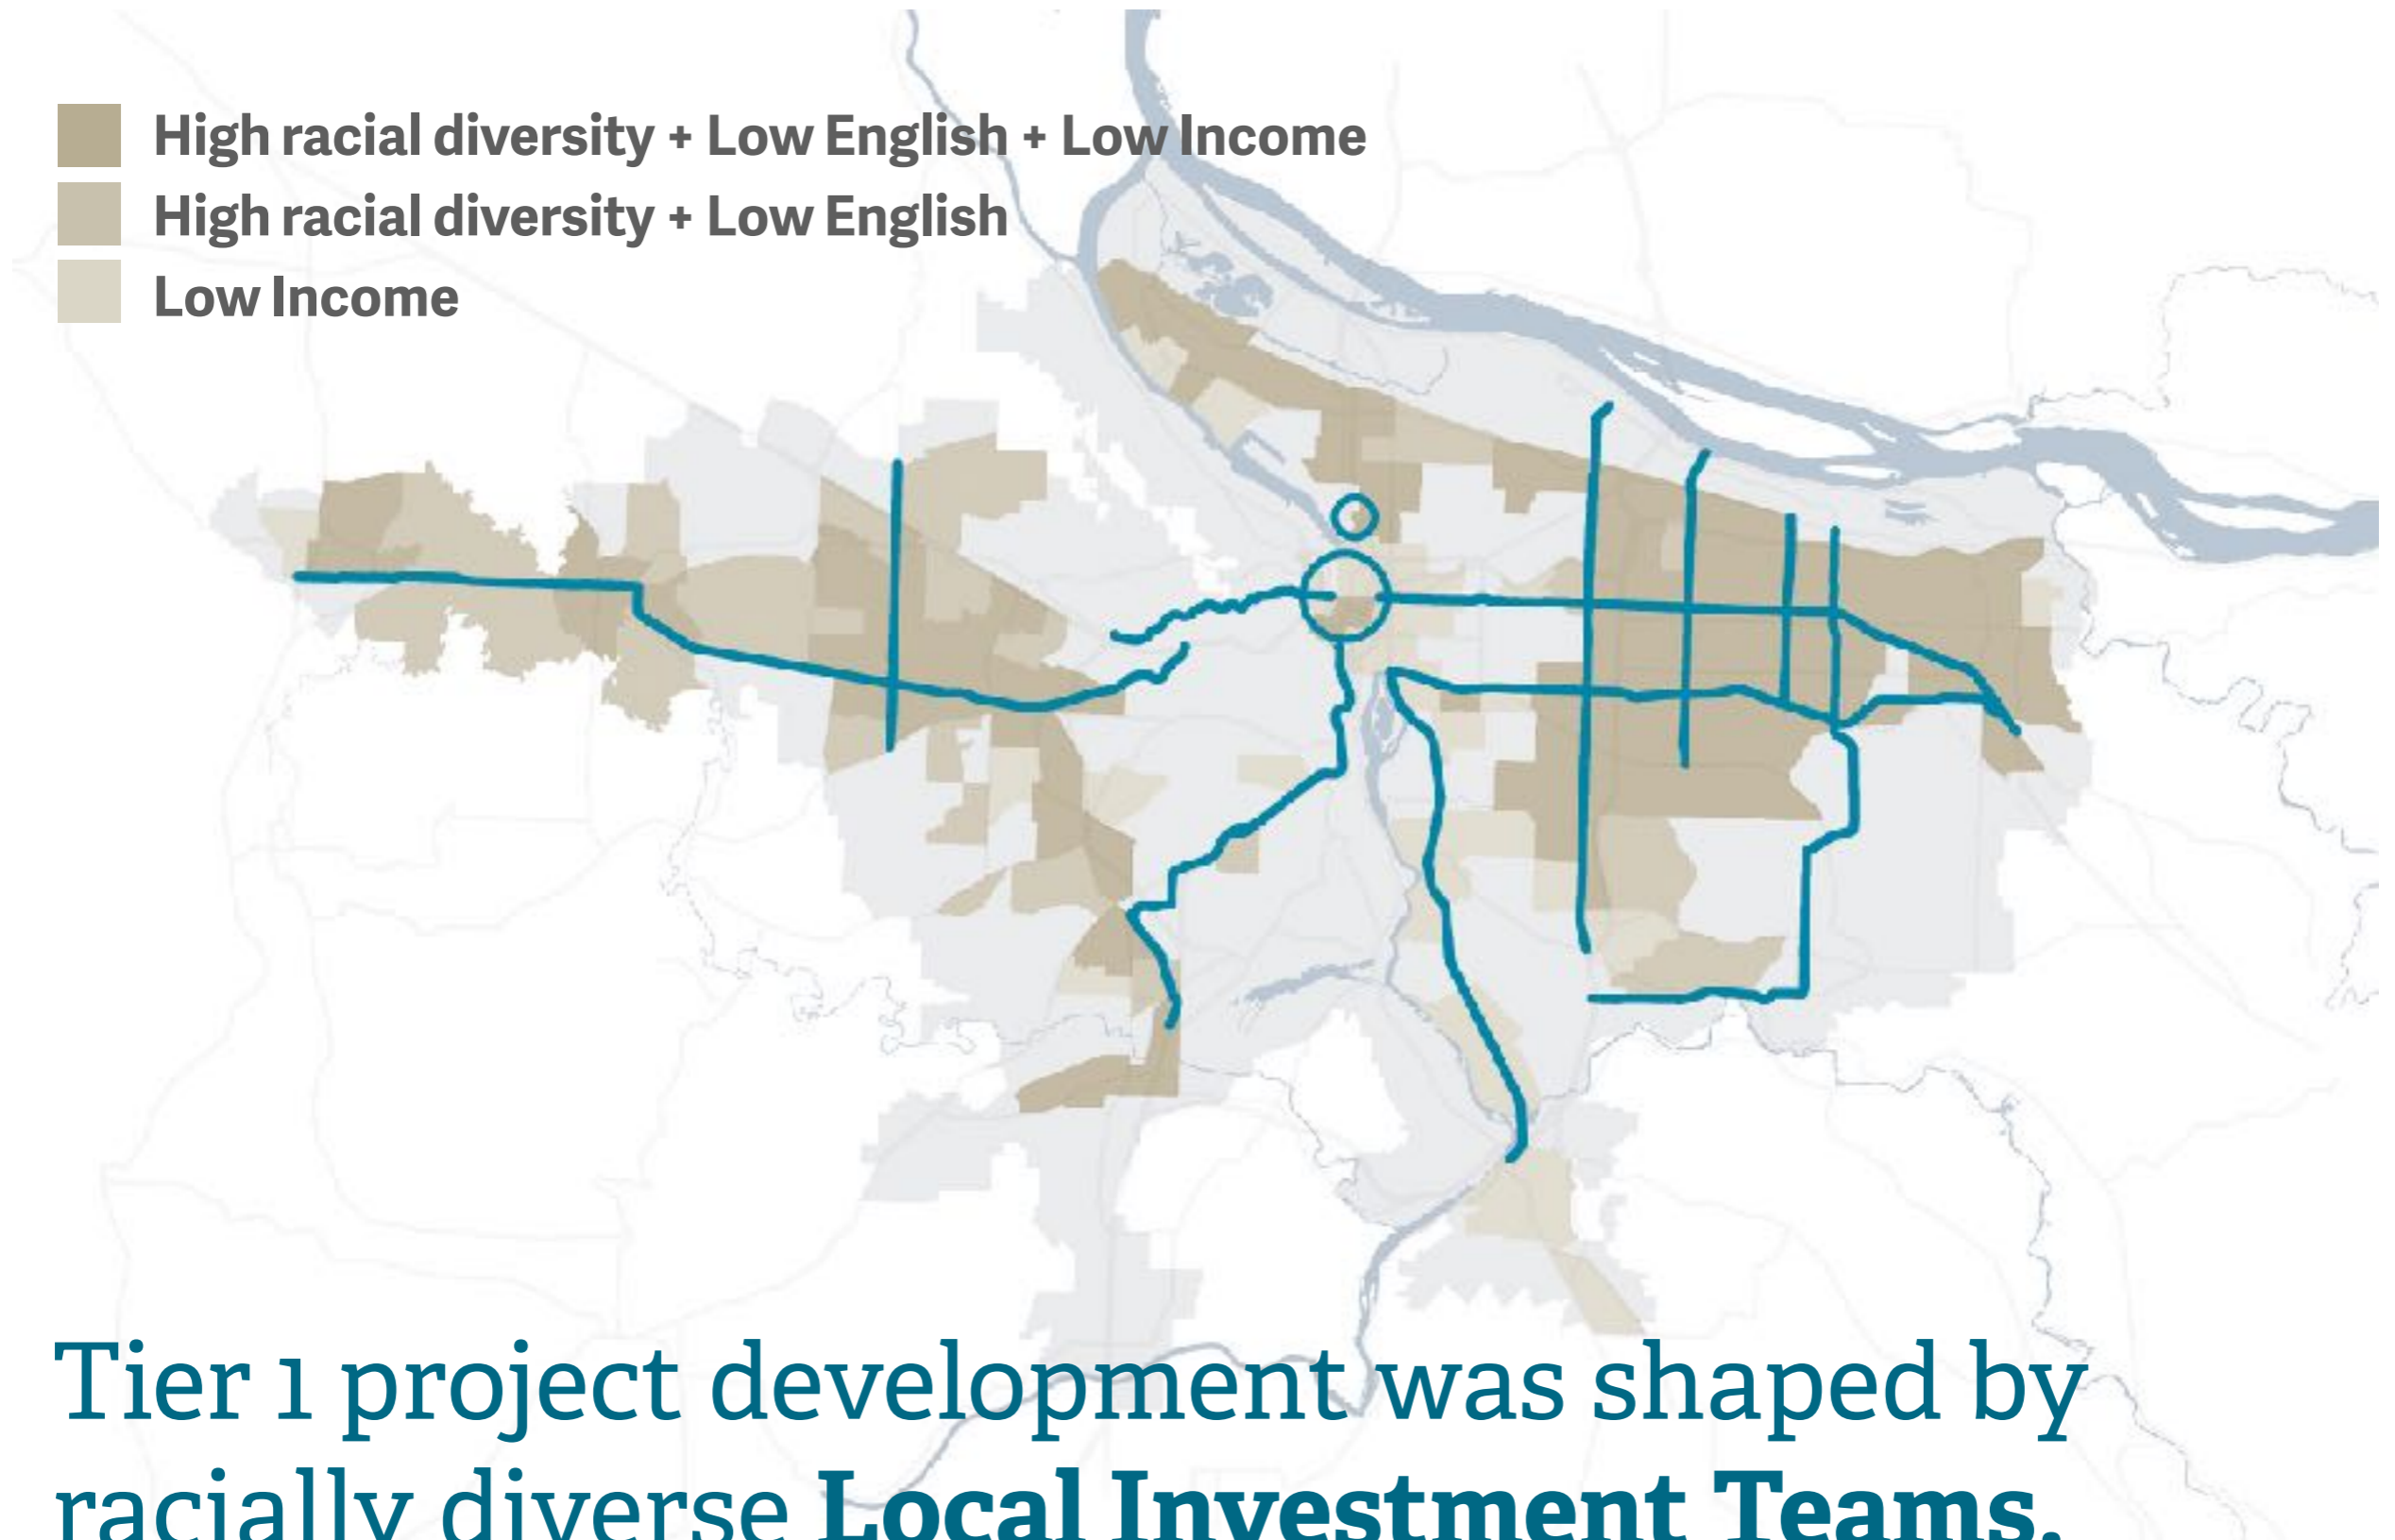 High racial diversity + Low English + Low Income
High racial diversity + Low English
Low Income
Tier 1 project development was shaped by
racially diverse Local Investment Teams.